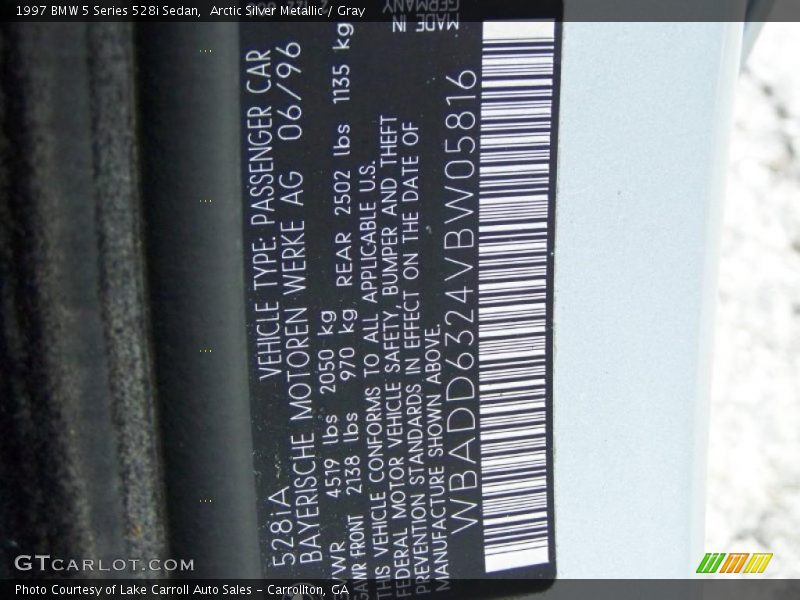 1997 BMW 5 Series 528i Sedan,  Arctic Silver Metallic / Gray
MADE IN
GERMANY
528iA VEHICLE TYPE: PASSENGER CAR
BAYERISCHE MOTOREN WERKE AG 06/96
4519 lbs 2050 kg
FRONT 2138 lbs 970 kg REAR 2502 lbs 1135 kg
THIS VEHICLE CONFORMS TO ALL APPLICABLE U.S.
FEDERAL MOTOR VEHICLE SAFETY, BUMPER AND THEFT
PREVENTION STANDARDS IN EFFECT ON THE DATE OF
MANUFACTURE SHOWN ABOVE.
WBADD6324VBW05816
GTCARLOT.COM
Photo Courtesy of Lake Carroll Auto Sales – Carrollton, GA